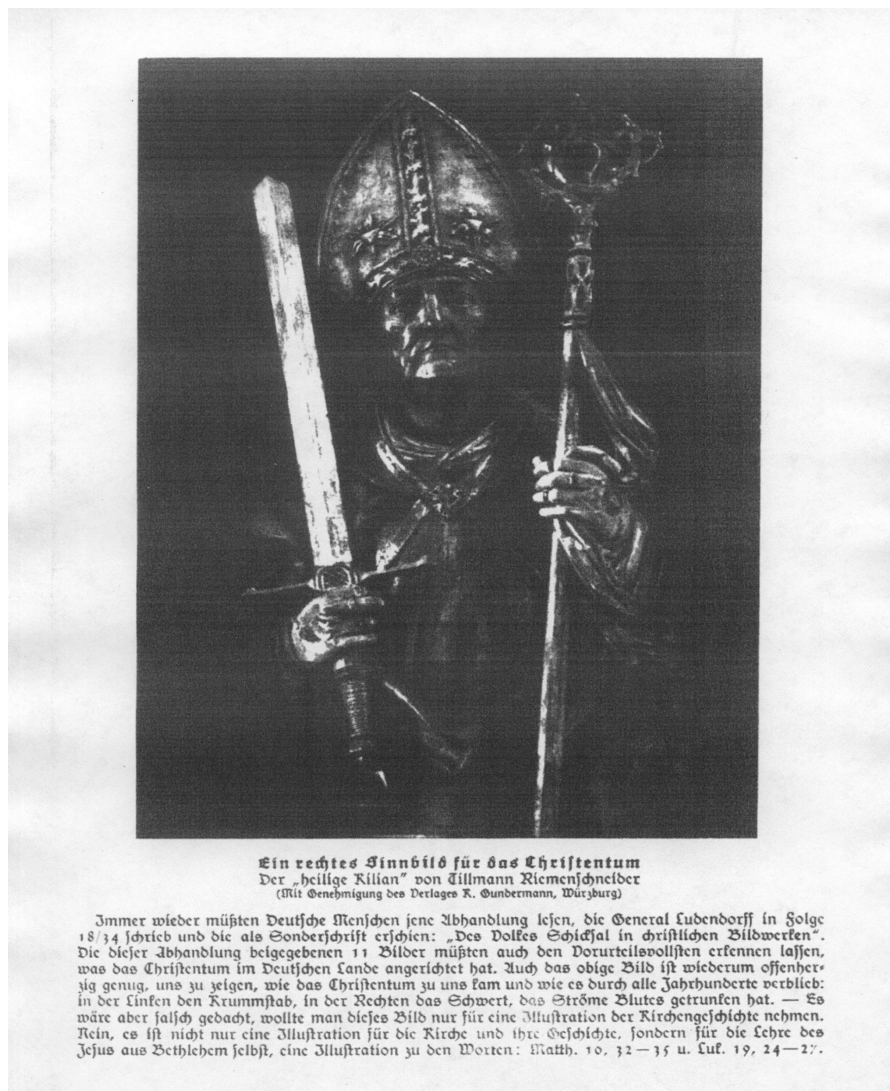 Ein rechtes Sinnbild für das Christentum
Der „heilige Kilian” von Tillmann Riemenschneider
(Mit Genehmigung des Verlages K. Gundermann, Würzburg)
Immer wieder müßten Deutsche Menschen jene Abhandlung lesen, die General Ludendorff in Folge
18/34 schrieb und die als Sonderschrift erschien: „Des Volkes Schicksal in christlichen Bildwerken“.
Die dieser Abhandlung beigegebenen 11 Bilder müßten auch den Vorurteilsvollsten erkennen lassen,
was das Christentum im Deutschen Lande angerichtet hat. Auch das obige Bild ist wiederum offenher-
zig genug, uns zu zeigen, wie das Christentum zu uns kam und wie es durch alle Jahrhunderte verblieb:
in der Linken den Krummstab, in der Rechten das Schwert, das Ströme Blutes getrunken hat. — Es
wäre aber falsch gedacht, wollte man dieses Bild nur für eine Illustration der Kirchengeschichte nehmen.
Nein, es ist nicht nur eine Illustration für die Kirche und ihre Geschichte, sondern für die Lehre des
Jesus aus Bethlehem selbst, eine Illustration zu den Worten: Matth. 10, 32—35 u. Luk. 19, 24—27.